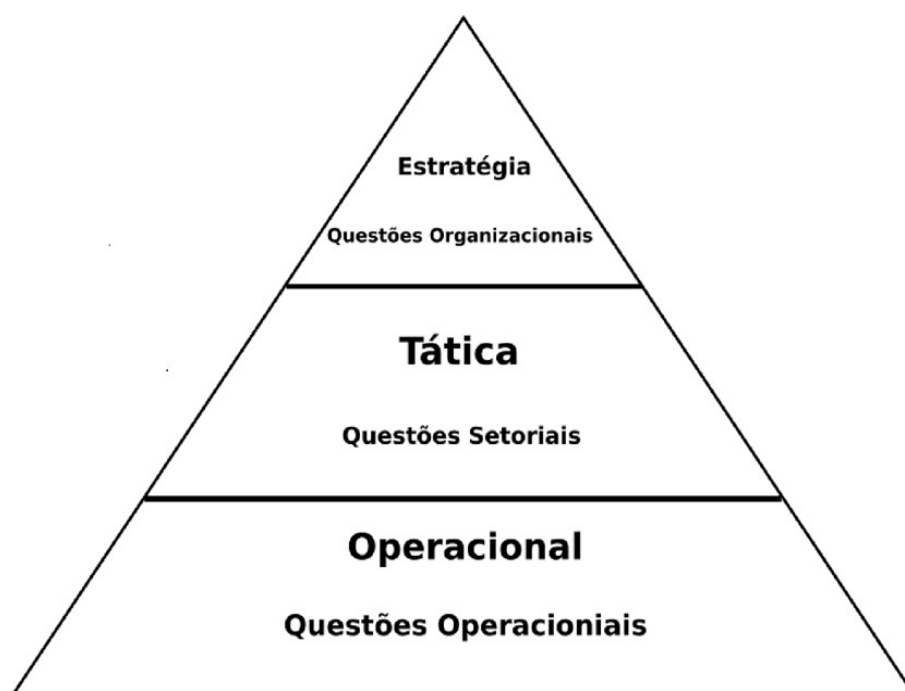 Estratégia
Questões Organizacionais
Tática
Questões Setoriais
Operacional
Questões Operacioniais